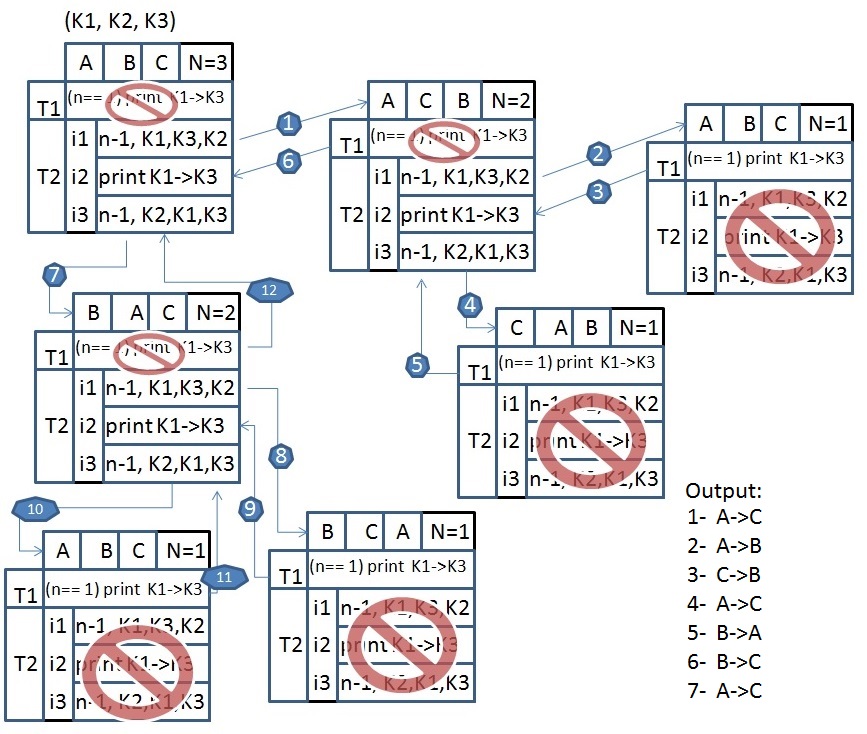 (K1, K2, K3)
A B C N=3
T1 (n== 1) print K1->K3
T2
i1 n-1, K1,K3,K2
i2 print K1->K3
i3 n-1, K2,K1,K3
1
6
A C B N=2
T1 (n== 1) print K1->K3
T2
i1 n-1, K1,K3,K2
i2 print K1->K3
i3 n-1, K2,K1,K3
2
3
A B C N=1
T1 (n== 1) print K1->K3
T2
i1 n-1, K1,K3,K2
i2 print K1->K3
i3 n-1, K2,K1,K3
7
12
4
5
B A C N=2
T1 (n== 1) print K1->K3
T2
i1 n-1, K1,K3,K2
i2 print K1->K3
i3 n-1, K2,K1,K3
C A B N=1
T1 (n== 1) print K1->K3
T2
i1 n-1, K1,K3,K2
i2 print K1->K3
i3 n-1, K2,K1,K3
8
9
10
11
A B C N=1
T1 (n== 1) print K1->K3
T2
i1 n-1, K1,K3,K2
i2 print K1->K3
i3 n-1, K2,K1,K3
B C A N=1
T1 (n== 1) print K1->K3
T2
i1 n-1, K1,K3,K2
i2 print K1->K3
i3 n-1, K2,K1,K3
Output:
1- A->C
2- A->B
3- C->B
4- A->C
5- B->A
6- B->C
7- A->C